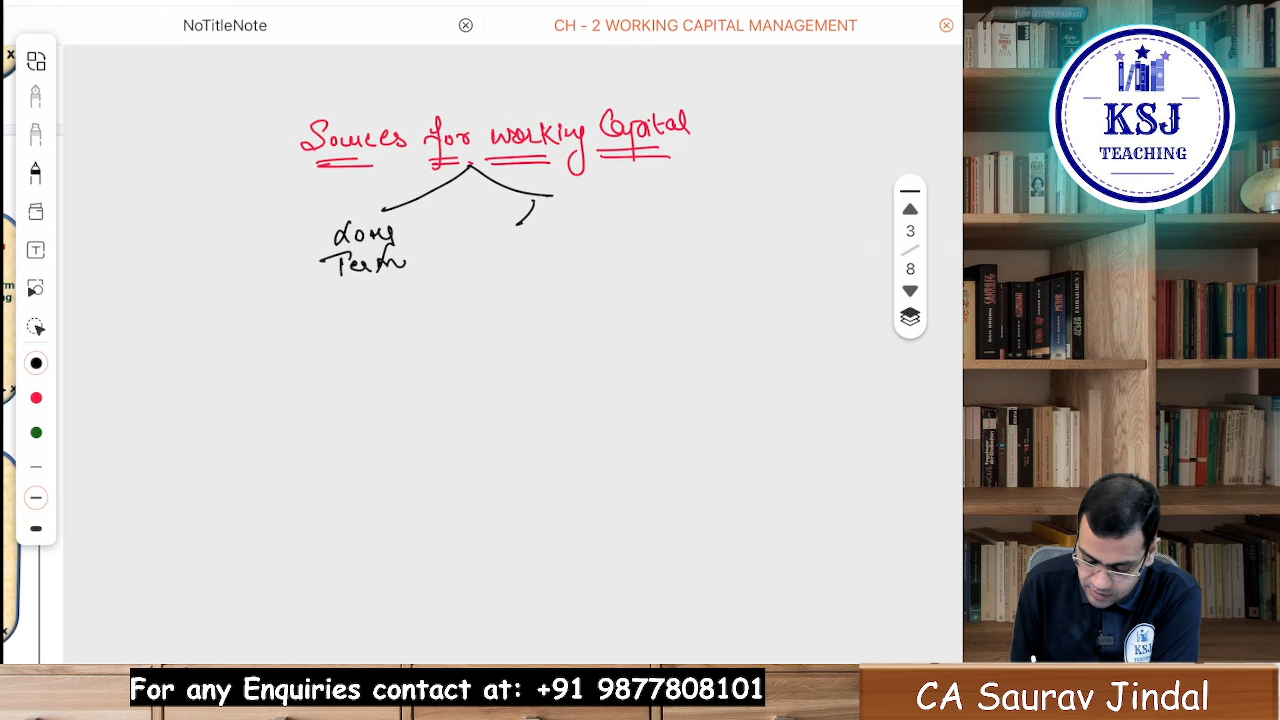 NoTitleNote
CH - 2 WORKING CAPITAL MANAGEMENT
Sources for working Capital
Long
Term
3
8
KSJ
TEACHING
KSJ
For any Enquiries contact at: +91 9877808101
CA Saurav Jindal